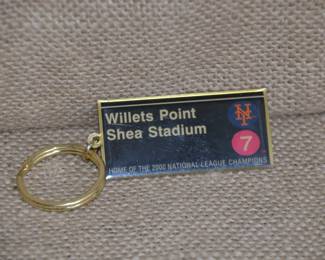 Willets Point
Shea Stadium
NY
7
HOME OF THE 2000 NATIONAL LEAGUE CHAMPIONS